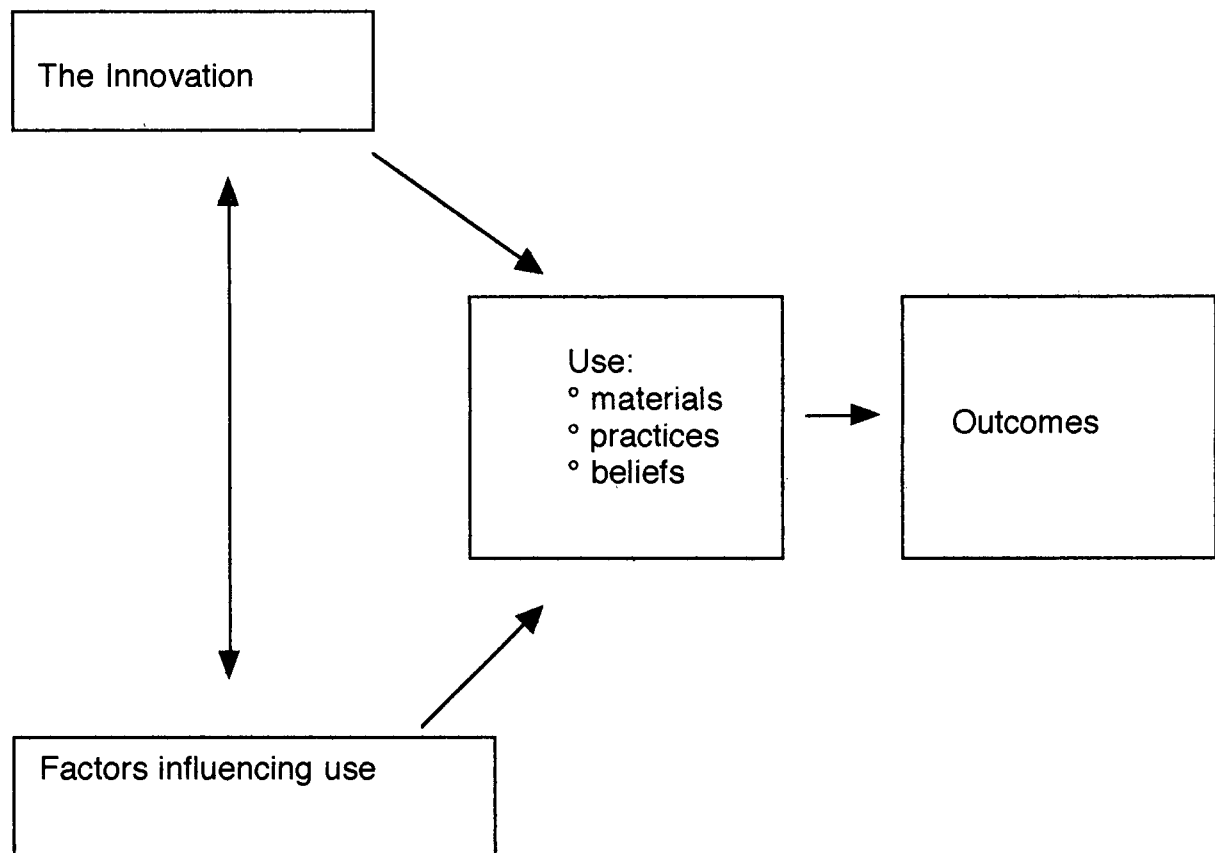 The Innovation
Use:
° materials
° practices
° beliefs
Outcomes
Factors influencing use